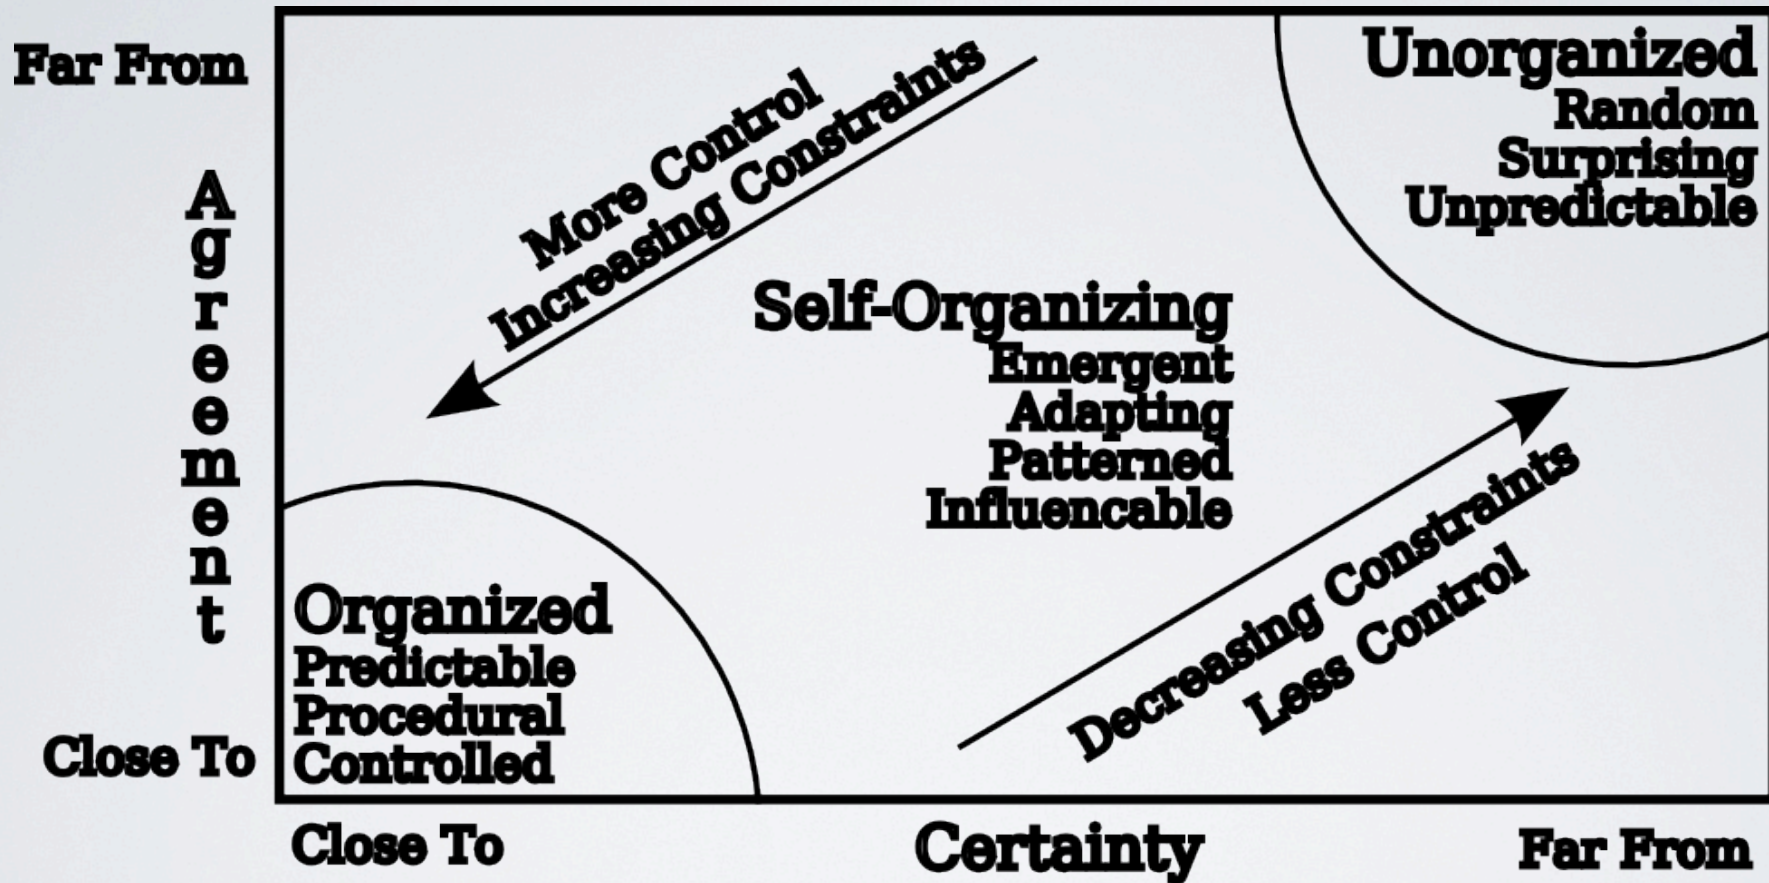 Far From
Agreement
Close To
More Control
Increasing Constraints
Unorganized
Random
Surprising
Unpredictable
Self-Organizing
Emergent
Adapting
Patterned
Influencable
Organized
Predictable
Procedural
Controlled
Decreasing Constraints
Less Control
Close To
Certainty
Far From